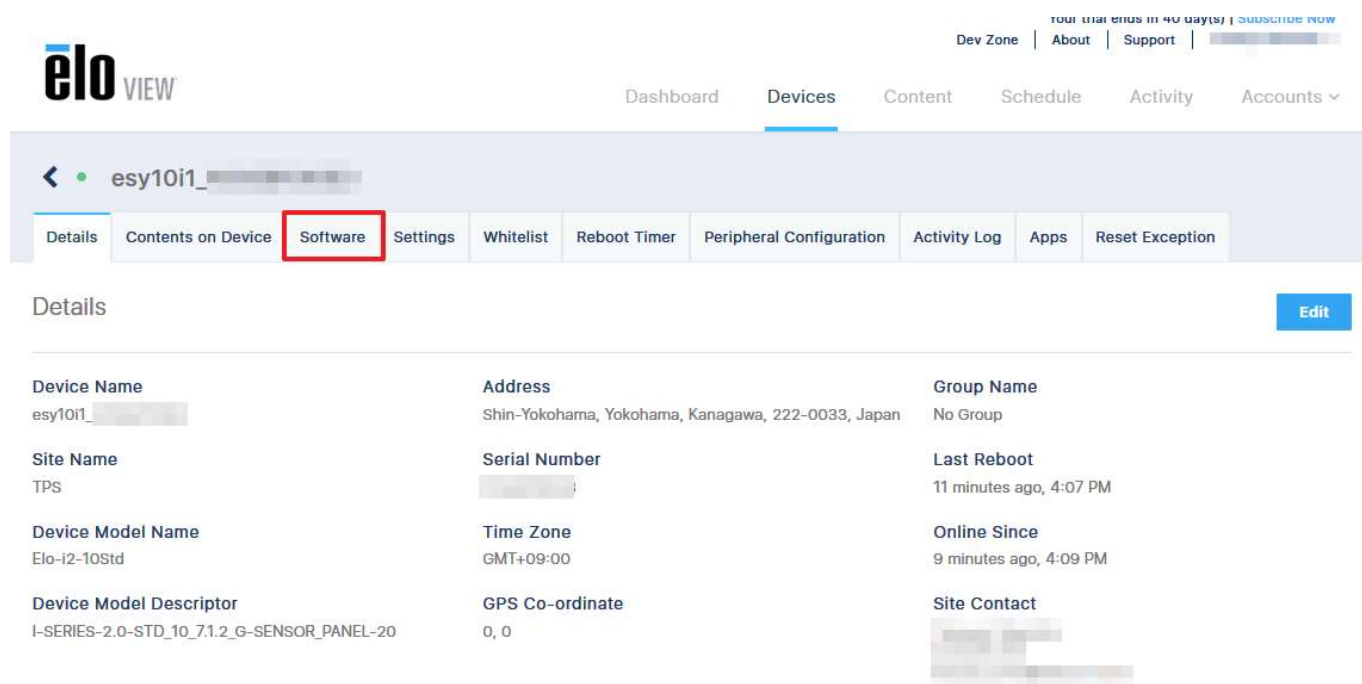 Your trial ends in 40 day(s) | Subscribe Now
Dev Zone | About | Support |
ēlo VIEW
Dashboard Devices Content Schedule Activity Accounts
esy10i1_
Details Contents on Device Software Settings Whitelist Reboot Timer Peripheral Configuration Activity Log Apps Reset Exception
Details Edit
Device Name Address Group Name
esy10i1_ Shin-Yokohama, Yokohama, Kanagawa, 222-0033, Japan No Group
Site Name Serial Number Last Reboot
TPS 11 minutes ago, 4:07 PM
Device Model Name Time Zone Online Since
Elo-i2-10Std GMT+09:00 9 minutes ago, 4:09 PM
Device Model Descriptor GPS Co-ordinate Site Contact
I-SERIES-2.0-STD_10_7.1.2_G-SENSOR_PANEL-20 0, 0